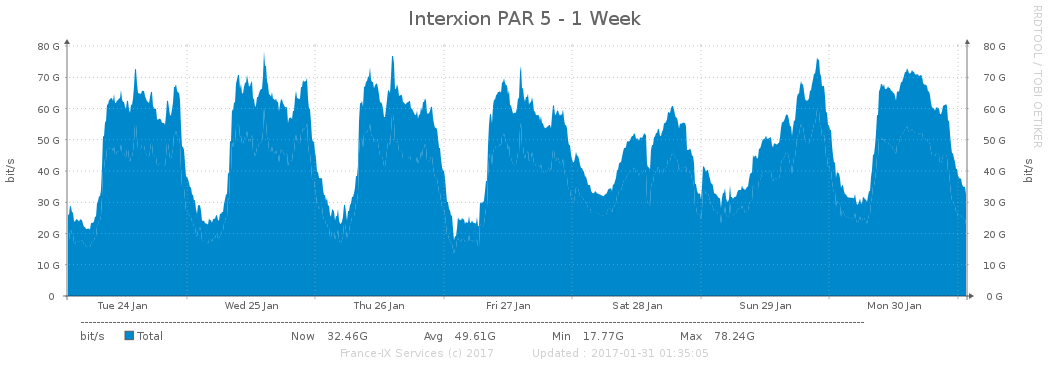 Interxion PAR 5 - 1 Week
RRDTOOL / TOBI OETIKER
bit/s
80 G 80 G
70 G 70 G
60 G 60 G
50 G 50 G
40 G 40 G
30 G 30 G
20 G 20 G
10 G 10 G
0 0 G
bit/s
Tue 24 Jan Wed 25 Jan Thu 26 Jan Fri 27 Jan Sat 28 Jan Sun 29 Jan Mon 30 Jan
bit/s Total Now 32.46G Avg 49.61G Min 17.77G Max 78.24G
France-IX Services (c) 2017 Updated : 2017-01-31 01:35:05